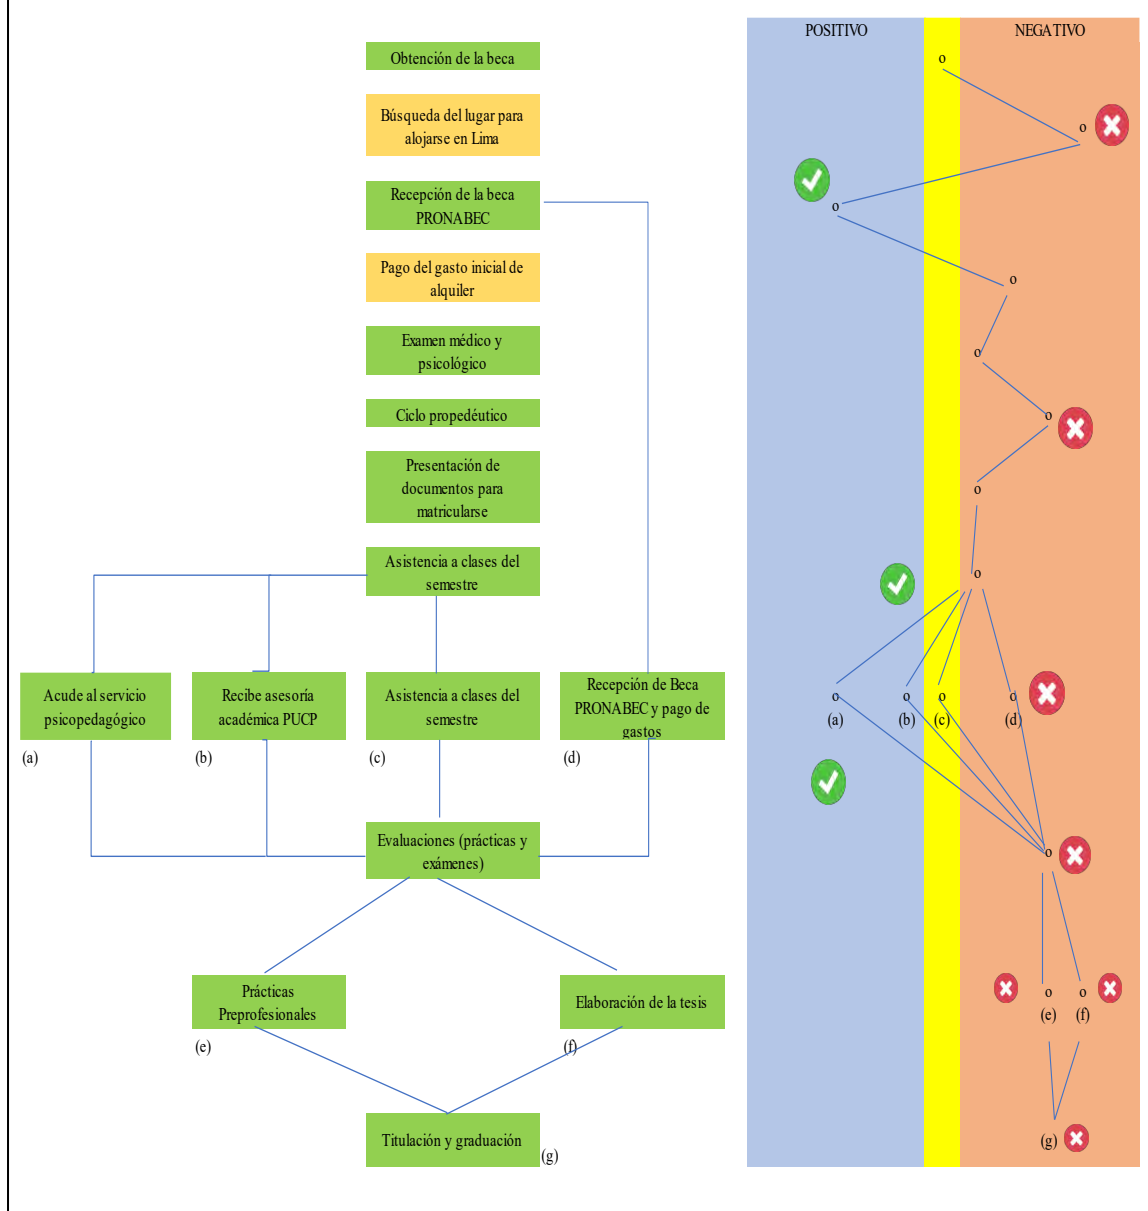 POSITIVO
NEGATIVO
Obtención de la beca
o
Búsqueda del lugar para
alojarse en Lima
o
Recepción de la beca
PRONABEC
o
Pago del gasto inicial de
alquiler
o
Examen médico y
psicológico
o
Ciclo propedéutico
o
Presentación de
documentos para
matricularse
o
Asistencia a clases del
semestre
o
Acude al servicio
psicopedagógico
(a)
Recibe asesoría
académica PUCP
(b)
Asistencia a clases del
semestre
(c)
Recepción de Beca
PRONABEC y pago de
gastos
(d)
o
(a)
o
(b)
o
(c)
o
(d)
Evaluaciones (prácticas y
exámenes)
o
Prácticas
Preprofesionales
(e)
Elaboración de la tesis
(f)
o
(e)
o
(f)
Titulación y graduación
(g)
(g)